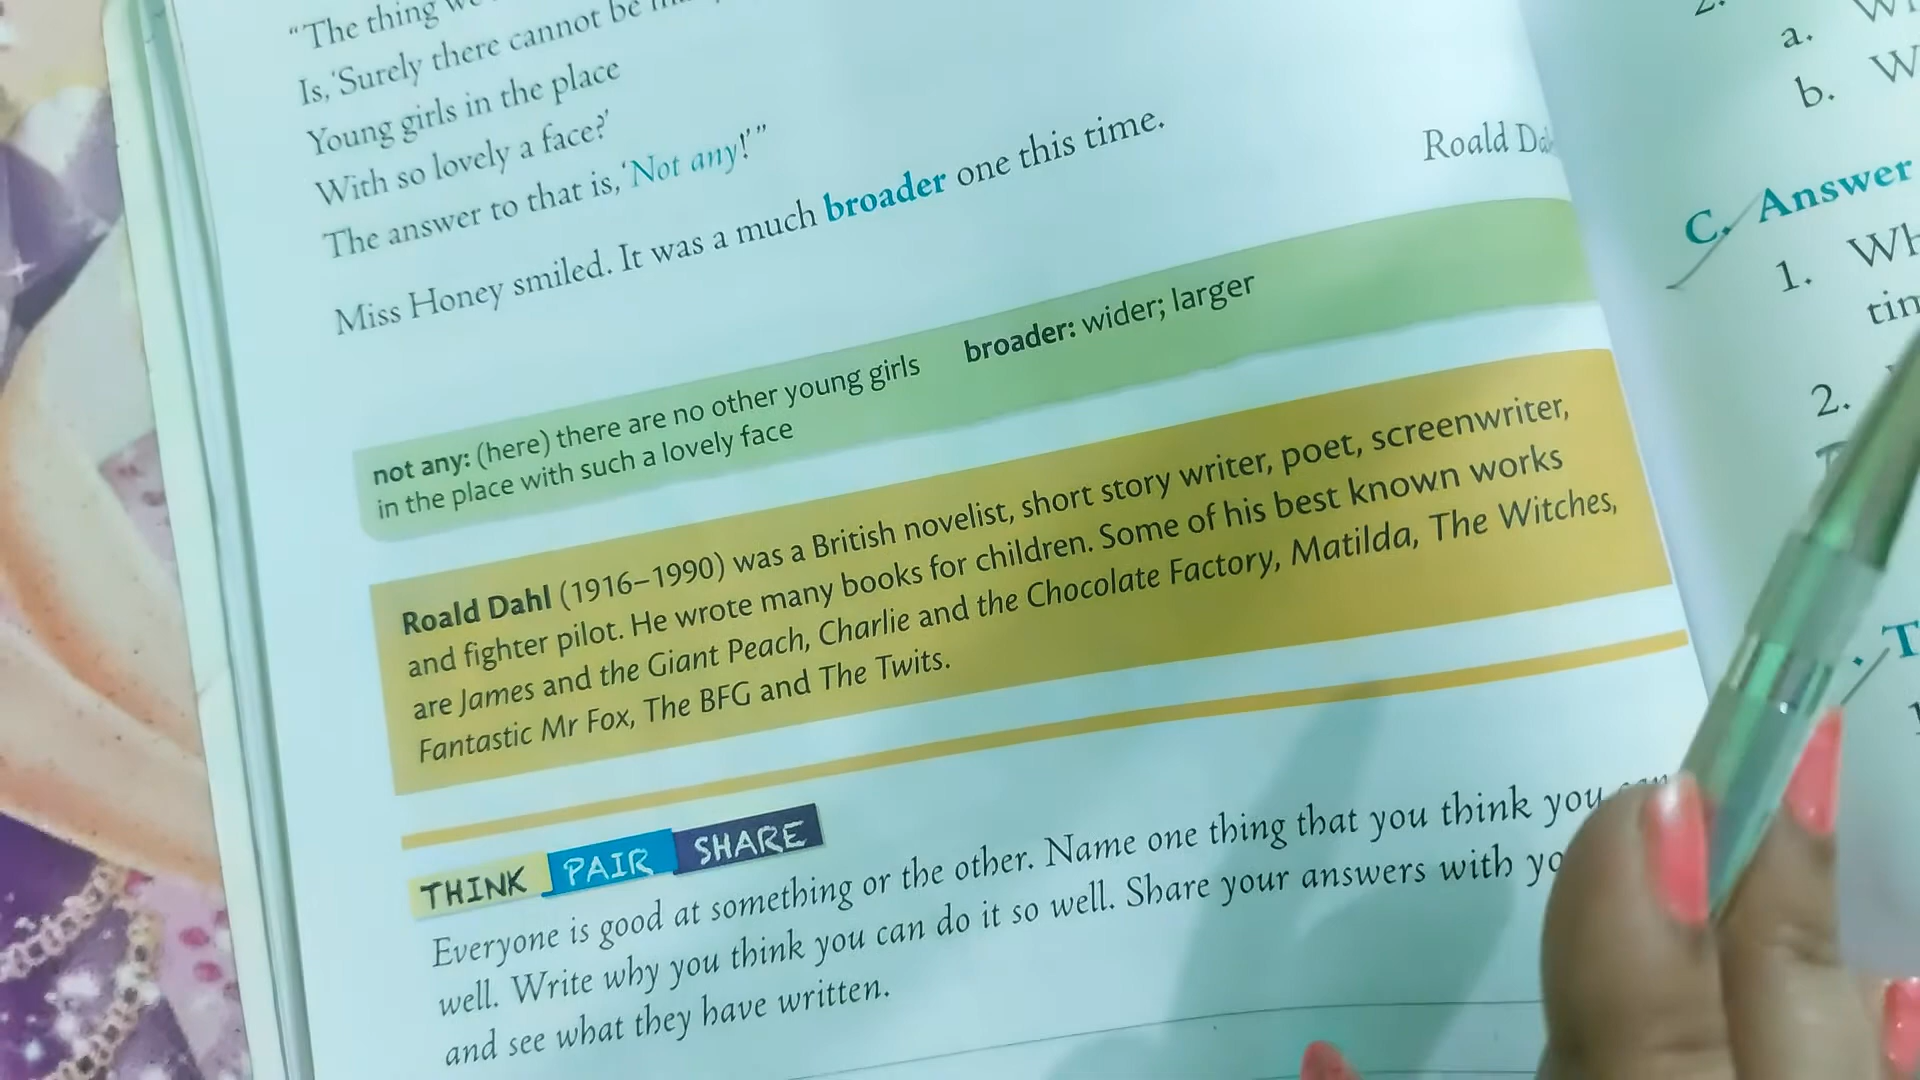 “The thing we
Is, ‘Surely there cannot be
Young girls in the place
With so lovely a face?’
The answer to that is, ‘Not any!’”
Miss Honey smiled. It was a much broader one this time.
Roald Da
not any: (here) there are no other young girls
in the place with such a lovely face
broader: wider; larger
Roald Dahl (1916–1990) was a British novelist, short story writer, poet, screenwriter,
and fighter pilot. He wrote many books for children. Some of his best known works
are James and the Giant Peach, Charlie and the Chocolate Factory, Matilda, The Witches,
Fantastic Mr Fox, The BFG and The Twits.
THINK PAIR SHARE
Everyone is good at something or the other. Name one thing that you think you
well. Write why you think you can do it so well. Share your answers with yo
and see what they have written.
2.
a.
b.
C. Answer
1. Wh
tin
2.